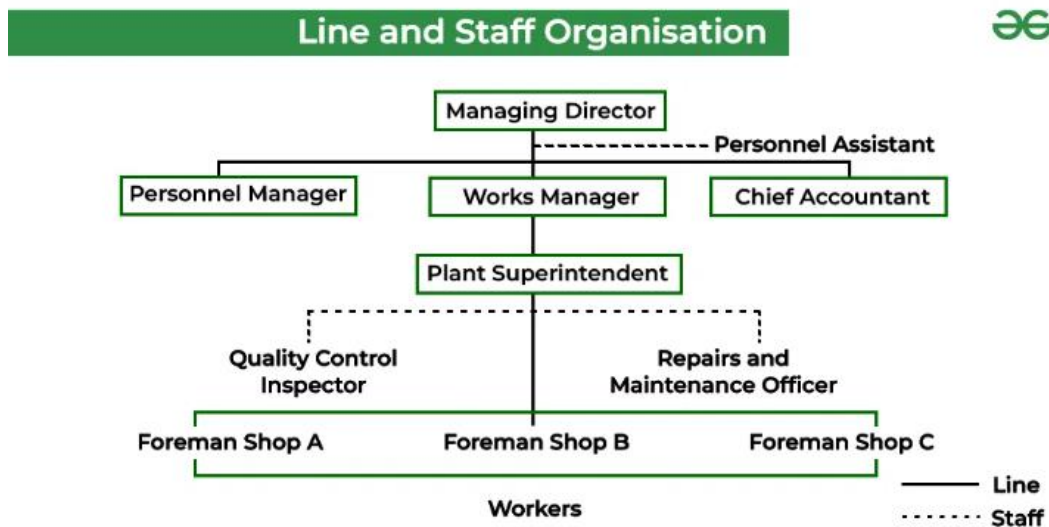 Line and Staff Organisation
Managing Director
Personnel Assistant
Personnel Manager
Works Manager
Chief Accountant
Plant Superintendent
Quality Control
Inspector
Repairs and
Maintenance Officer
Foreman Shop A
Foreman Shop B
Foreman Shop C
Workers
Line
Staff